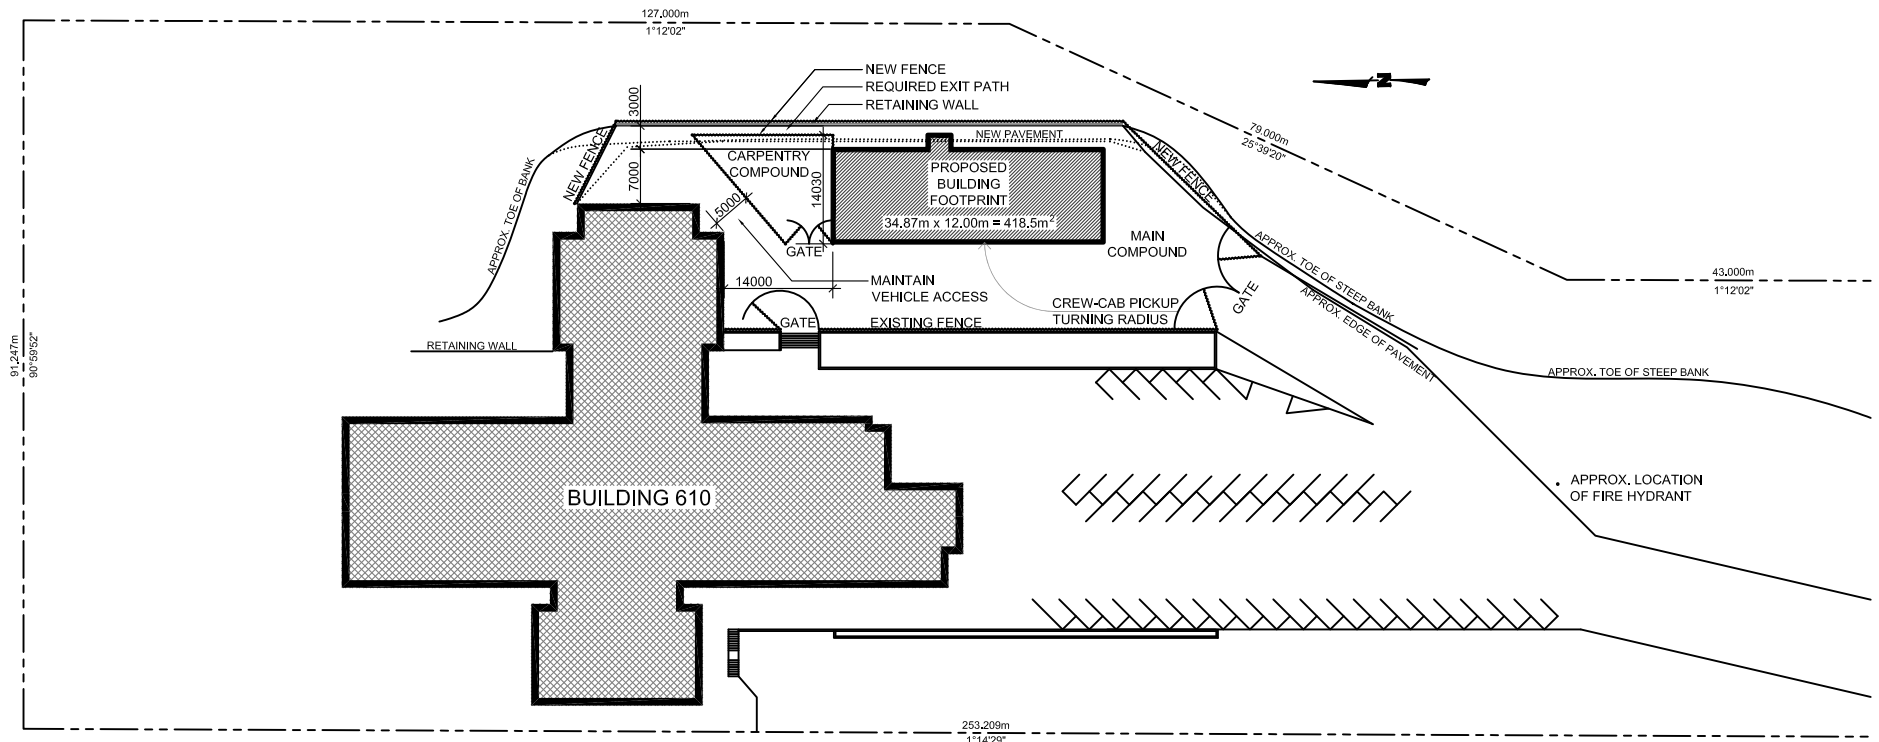 127.000m
1°12'02"
NEW FENCE
REQUIRED EXIT PATH
RETAINING WALL
N
3000
79.000m
25°39'20"
NEW PAVEMENT
NEW FENCE
CARPENTRY
COMPOUND
PROPOSED
BUILDING
FOOTPRINT
34.87m x 12.00m = 418.5m²
NEW FENCE
APPROX. TOE OF BANK
7000
14030
5000
MAIN
COMPOUND
GATE
APPROX. TOE OF STEEP BANK
MAINTAIN
VEHICLE ACCESS
14000
43.000m
1°12'02"
CREW-CAB PICKUP
TURNING RADIUS
GATE
APPROX. EDGE OF PAVEMENT
GATE
EXISTING FENCE
RETAINING WALL
91.247m
90°59'52"
APPROX. TOE OF STEEP BANK
BUILDING 610
APPROX. LOCATION
OF FIRE HYDRANT
253.209m
1°14'29"